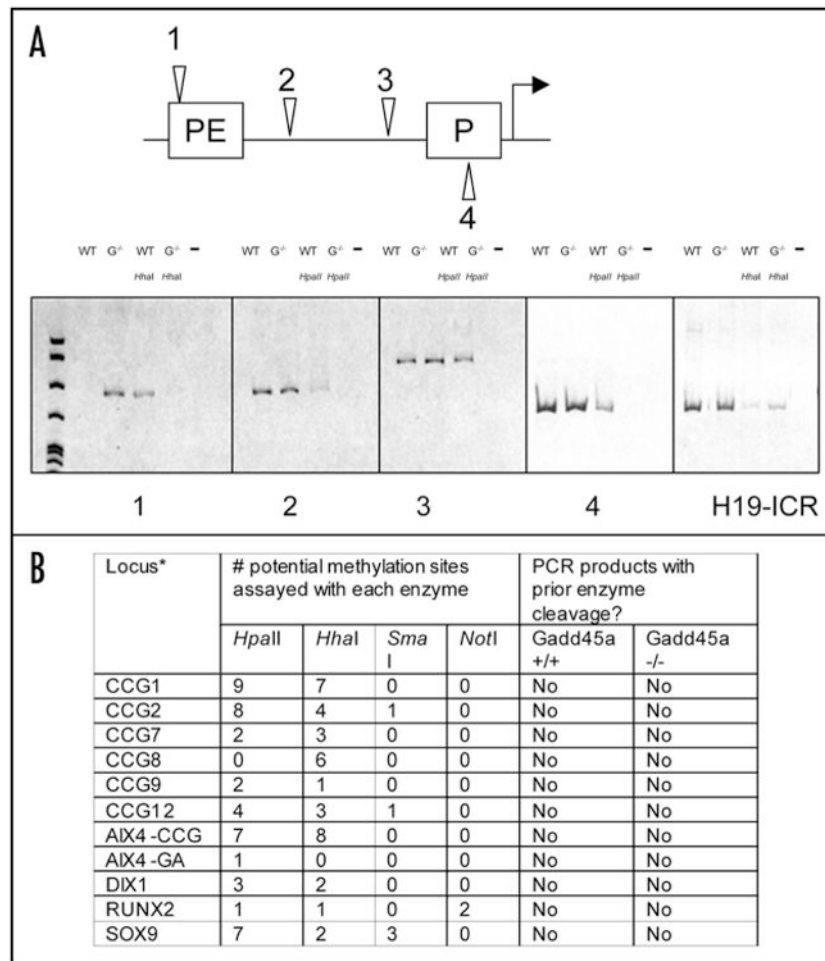 A
1
2
3
PE
P
4
WT G-/- WT G-/- – WT G-/- WT G-/- – WT G-/- WT G-/- – WT G-/- WT G-/- – WT G-/- WT G-/- –
HhaI HhaI HpaII HpaII HpaII HpaII HpaII HpaII HhaI HhaI
1 2 3 4 H19-ICR
B
Locus* # potential methylation sites assayed with each enzyme PCR products with prior enzyme cleavage?
HpaII HhaI Sma I NotI Gadd45a +/+ Gadd45a -/-
CCG1 9 7 0 0 No No
CCG2 8 4 1 0 No No
CCG7 2 3 0 0 No No
CCG8 0 6 0 0 No No
CCG9 2 1 0 0 No No
CCG12 4 3 1 0 No No
AlX4-CCG 7 8 0 0 No No
AlX4-GA 1 0 0 0 No No
DlX1 3 2 0 0 No No
RUNX2 1 1 0 2 No No
SOX9 7 2 3 0 No No